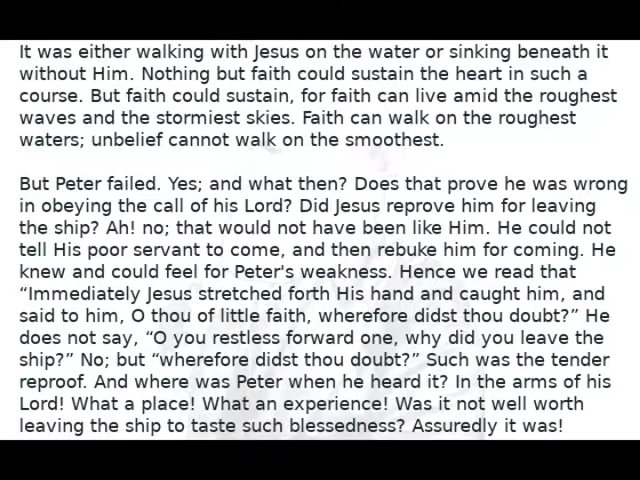 It was either walking with Jesus on the water or sinking beneath it
without Him. Nothing but faith could sustain the heart in such a
course. But faith could sustain, for faith can live amid the roughest
waves and the stormiest skies. Faith can walk on the roughest
waters; unbelief cannot walk on the smoothest.
But Peter failed. Yes; and what then? Does that prove he was wrong
in obeying the call of his Lord? Did Jesus reprove him for leaving
the ship? Ah! no; that would not have been like Him. He could not
tell His poor servant to come, and then rebuke him for coming. He
knew and could feel for Peter's weakness. Hence we read that
“Immediately Jesus stretched forth His hand and caught him, and
said to him, O thou of little faith, wherefore didst thou doubt?” He
does not say, “O you restless forward one, why did you leave the
ship?” No; but “wherefore didst thou doubt?” Such was the tender
reproof. And where was Peter when he heard it? In the arms of his
Lord! What a place! What an experience! Was it not well worth
leaving the ship to taste such blessedness? Assuredly it was!